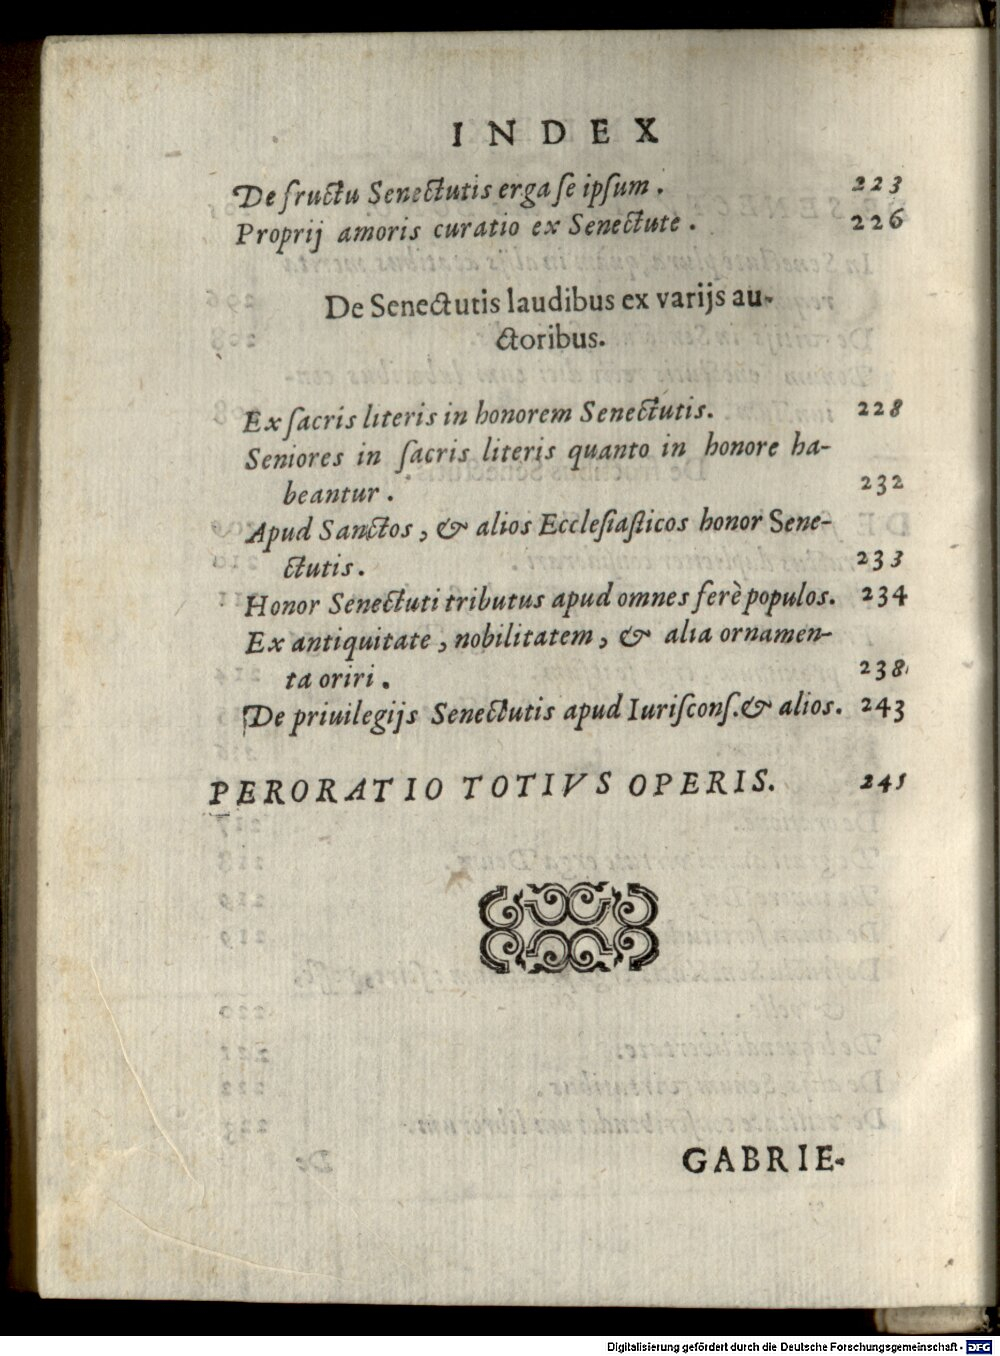 INDEX
De fructu Senectutis erga se ipsum. 223
Proprij amoris curatio ex Senectute. 226
De Senectutis laudibus ex varijs au-
ctoribus.
Ex sacris literis in honorem Senectutis. 228
Seniores in sacris literis quanto in honore ha-
beantur. 232
Apud Sanctos, & alios Ecclesiasticos honor Sene-
ctutis. 233
Honor Senectuti tributus apud omnes ferè populos. 234
Ex antiquitate, nobilitatem, & alia ornamen-
ta oriri. 238
De priuilegijs Senectutis apud Iurisconſ. & alios. 243
PERORATIO TOTIVS OPERIS. 245
GABRIE-
Digitalisierung gefördert durch die Deutsche Forschungsgemeinschaft - DFG